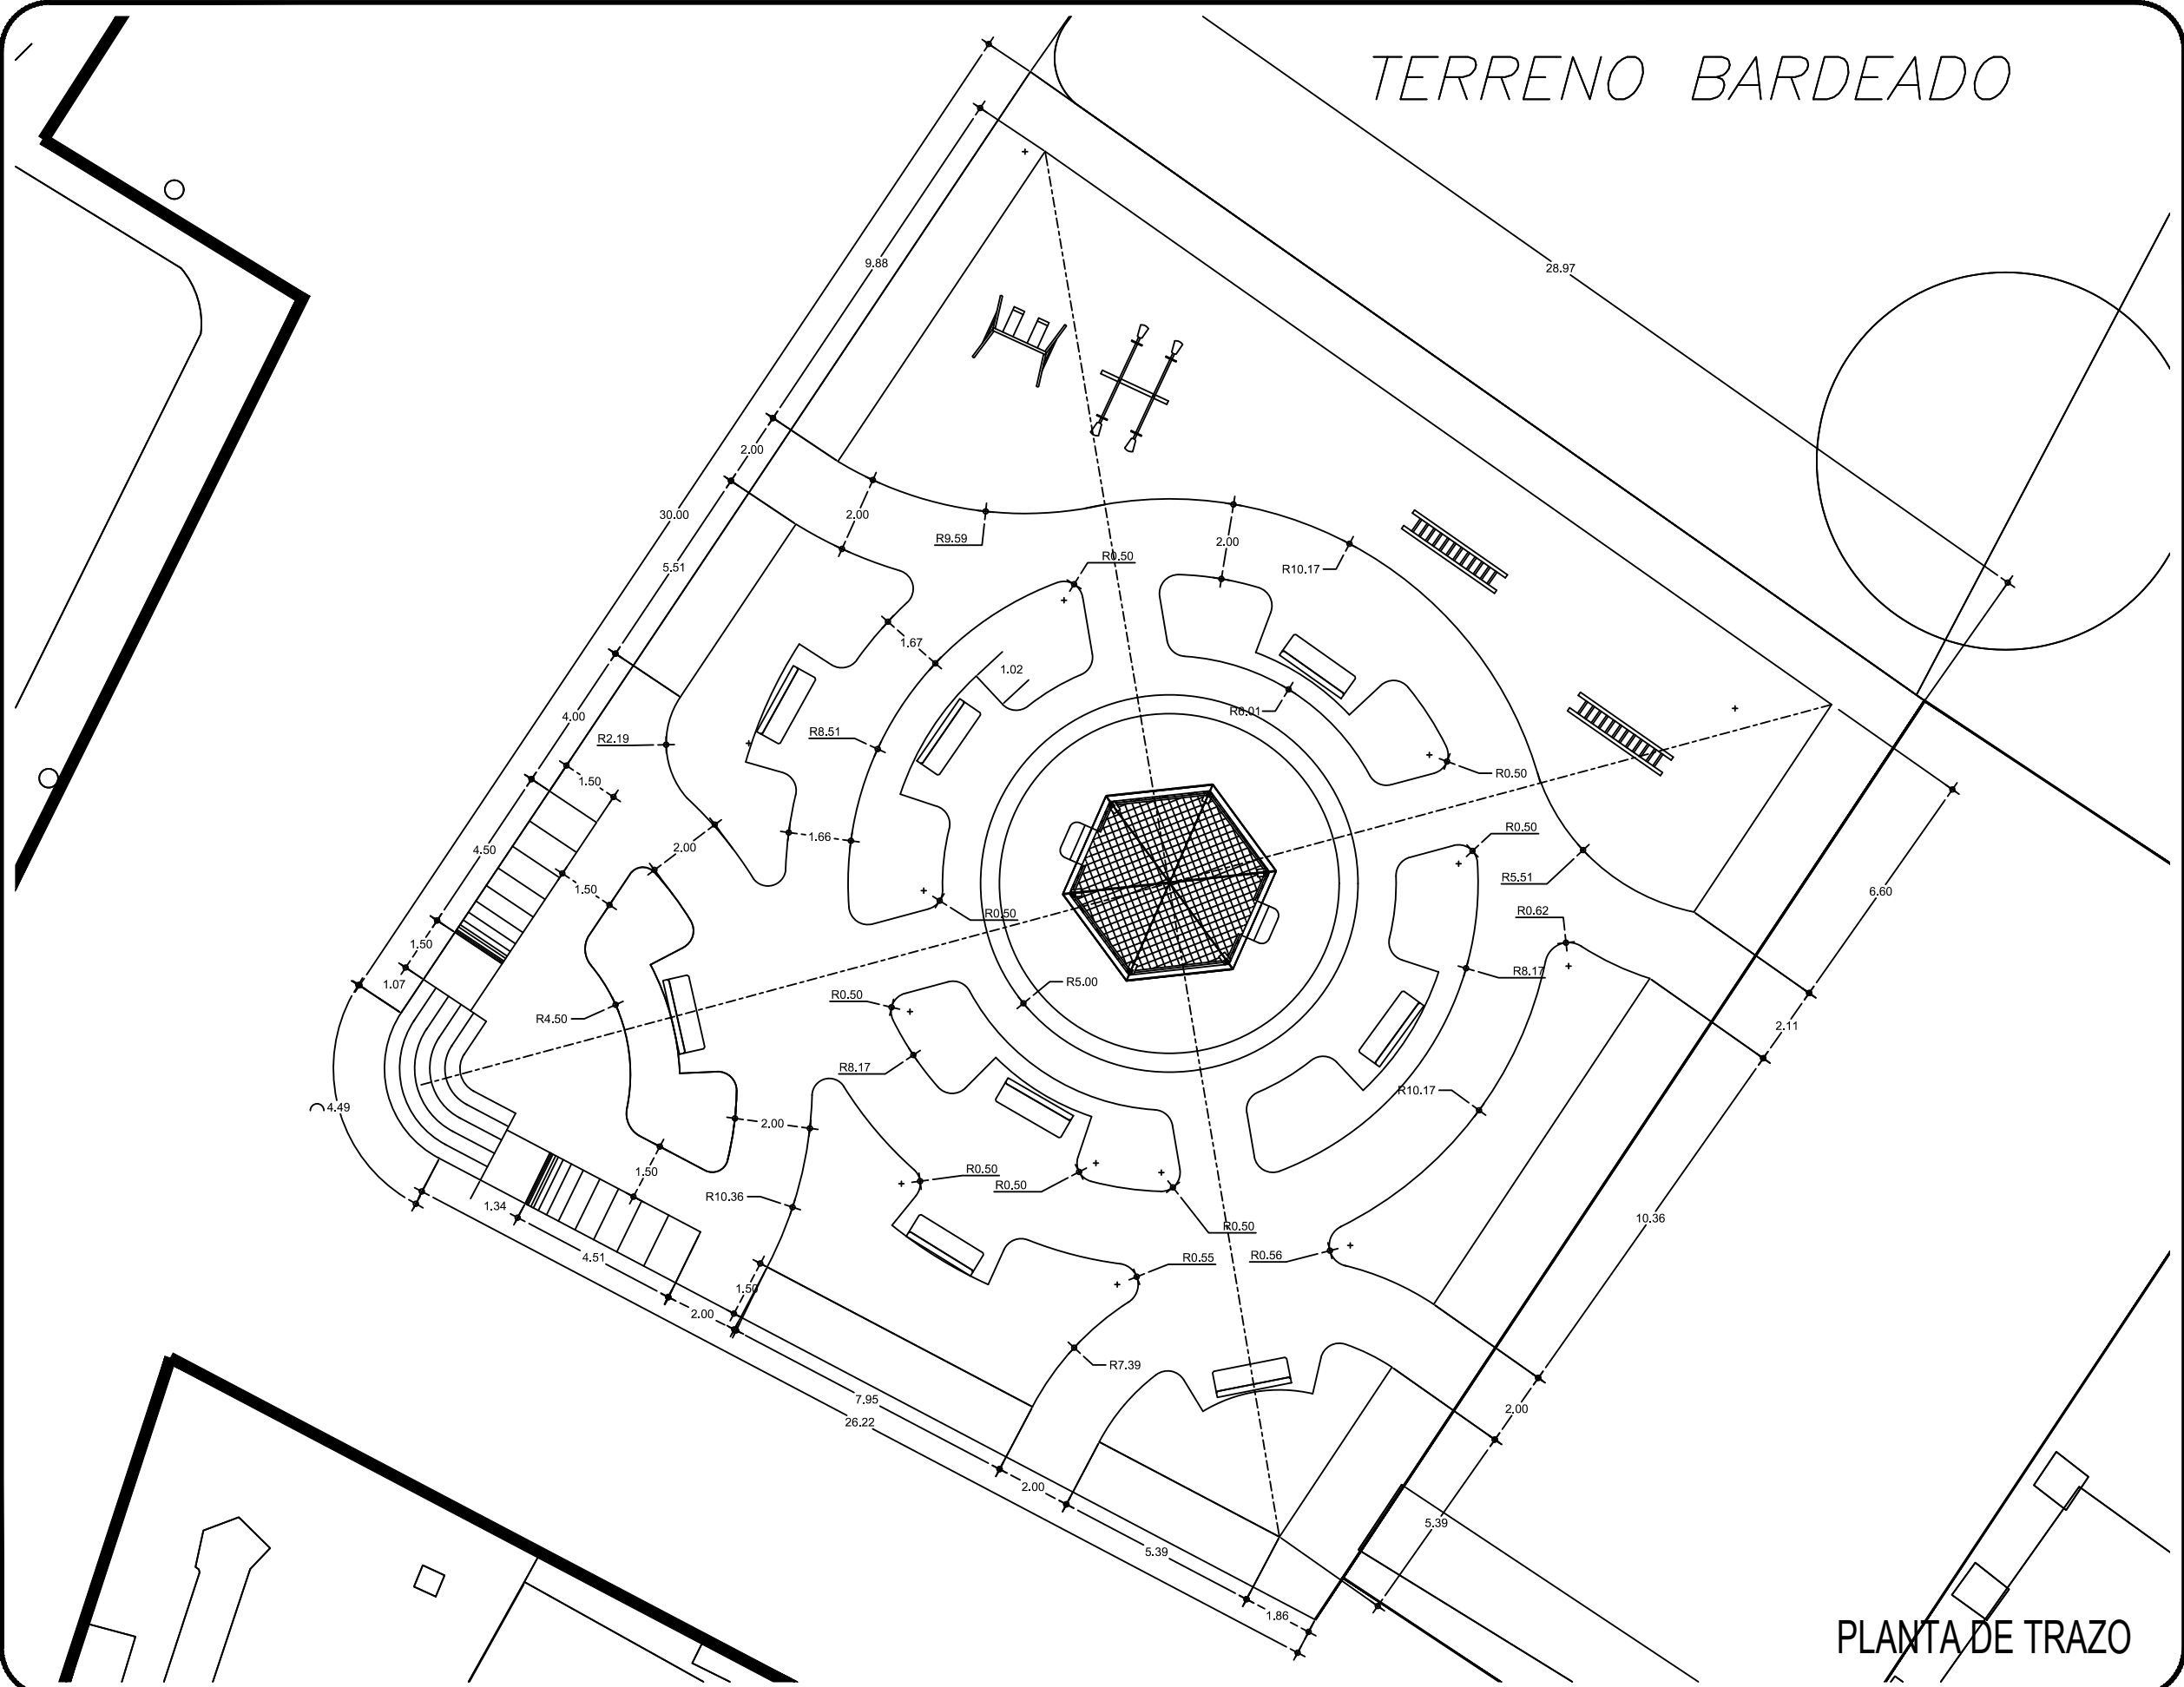 TERRENO BARDEADO
9.88
28.97
2.00
30.00
2.00
R9.59
2.00
5.51
R0.50
R10.17
1.67
1.02
4.00
R8.51
R6.01
R2.19
1.50
R0.50
1.66
R0.50
2.00
4.50
R5.51
1.50
6.60
R0.50
R0.62
1.50
R8.17
1.07
R5.00
R0.50
R4.50
2.11
R8.17
R10.17
4.49
2.00
1.50
R0.50
R0.50
R10.36
1.34
R0.50
10.36
4.51
R0.55
R0.56
1.50
2.00
R7.39
7.95
2.00
26.22
2.00
5.39
5.39
1.86
PLANTA DE TRAZO